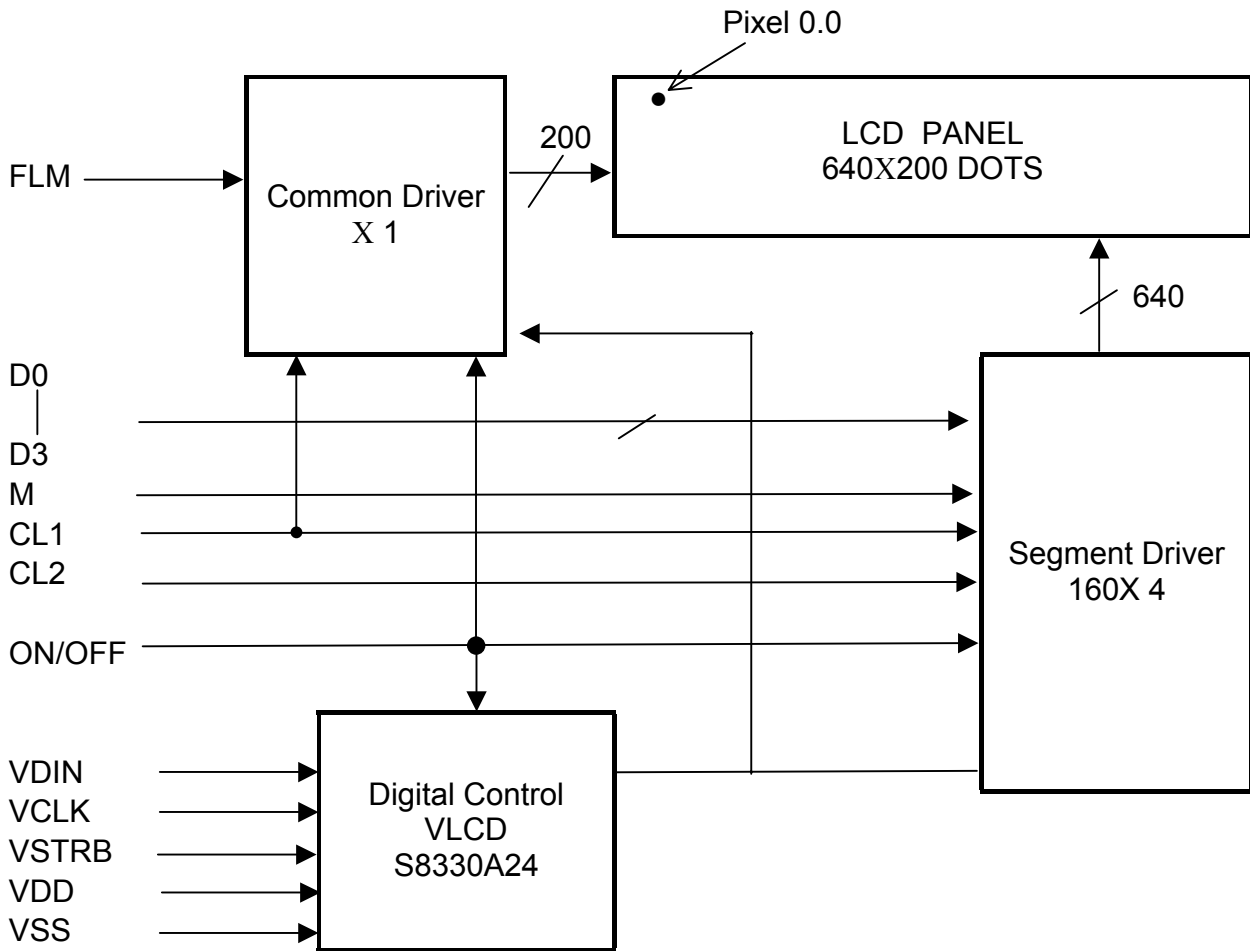 Pixel 0.0
LCD PANEL
640X200 DOTS
200
FLM
Common Driver
X 1
640
D0
D3
M
CL1
CL2
ON/OFF
Segment Driver
160X 4
VDIN
VCLK
VSTRB
VDD
VSS
Digital Control
VLCD
S8330A24